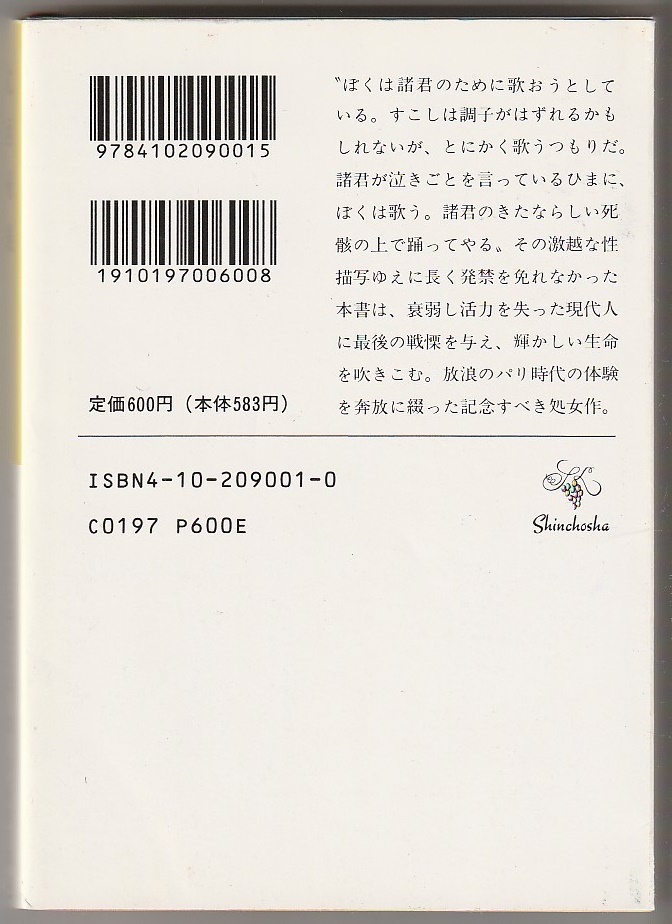 9784102090015
1910197006008
定価600円（本体583円）
〝ぼくは諸君のために歌おうとして
いる。すこしは調子がはずれるかも
しれないが、とにかく歌うつもりだ。
諸君が泣きごとを言っているひまに、
ぼくは歌う。諸君のきたならしい死
骸の上で踊ってやる〟その激越な性
描写ゆえに長く発禁を免れなかった
本書は、衰弱し活力を失った現代人
に最後の戦慄を与え、輝かしい生命
を吹きこむ。放浪のパリ時代の体験
を奔放に綴った記念すべき処女作。
ISBN4-10-209001-0
C0197 P600E
Shinchosha